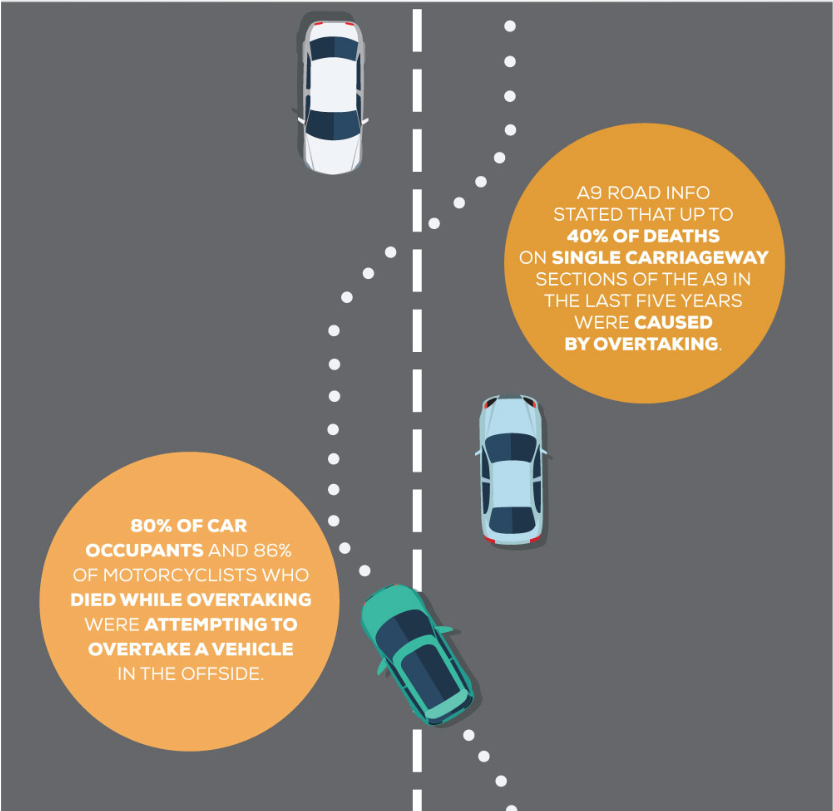 A9 ROAD INFO
STATED THAT UP TO
40% OF DEATHS
ON SINGLE CARRIAGEWAY
SECTIONS OF THE A9 IN
THE LAST FIVE YEARS
WERE CAUSED
BY OVERTAKING.
80% OF CAR
OCCUPANTS AND 86%
OF MOTORCYCLISTS WHO
DIED WHILE OVERTAKING
WERE ATTEMPTING TO
OVERTAKE A VEHICLE
IN THE OFFSIDE.